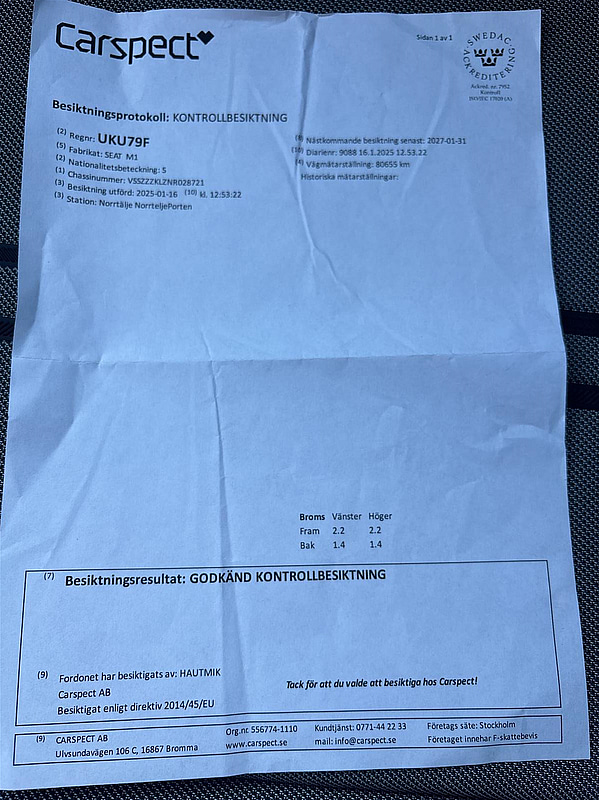 Carspect
Sidan 1 av 1
SWEDAC
ACKREDITERING
Ackred. nr. 7952
Kontroll
ISO/IEC 17020 (A)
Besiktningsprotokoll: KONTROLLBESIKTNING
(2) Regnr: UKU79F
(5) Fabrikat: SEAT M1
(2) Nationalitetsbeteckning: S
(1) Chassinummer: VSSZZZKLZNR028721
(3) Besiktning utförd: 2025-01-16 (10) kl. 12:53:22
(3) Station: Norrtälje NorrteljePorten
(8) Nästkommande besiktning senast: 2027-01-31
(10) Diarienr: 9088 16.1.2025 12.53.22
(4) Vägmätarställning: 80655 km
Historiska mätarställningar:
Broms Vänster Höger
Fram 2.2 2.2
Bak 1.4 1.4
(7) Besiktningsresultat: GODKÄND KONTROLLBESIKTNING
(9) Fordonet har besiktigats av: HAUTMIK
Carspect AB
Besiktigat enligt direktiv 2014/45/EU
Tack för att du valde att besiktiga hos Carspect!
(9) CARSPECT AB
Ulvsundavägen 106 C, 16867 Bromma
Org.nr. 556774-1110
www.carspect.se
Kundtjänst: 0771-44 22 33
mail: info@carspect.se
Företags säte: Stockholm
Företaget innehar F-skattebevis